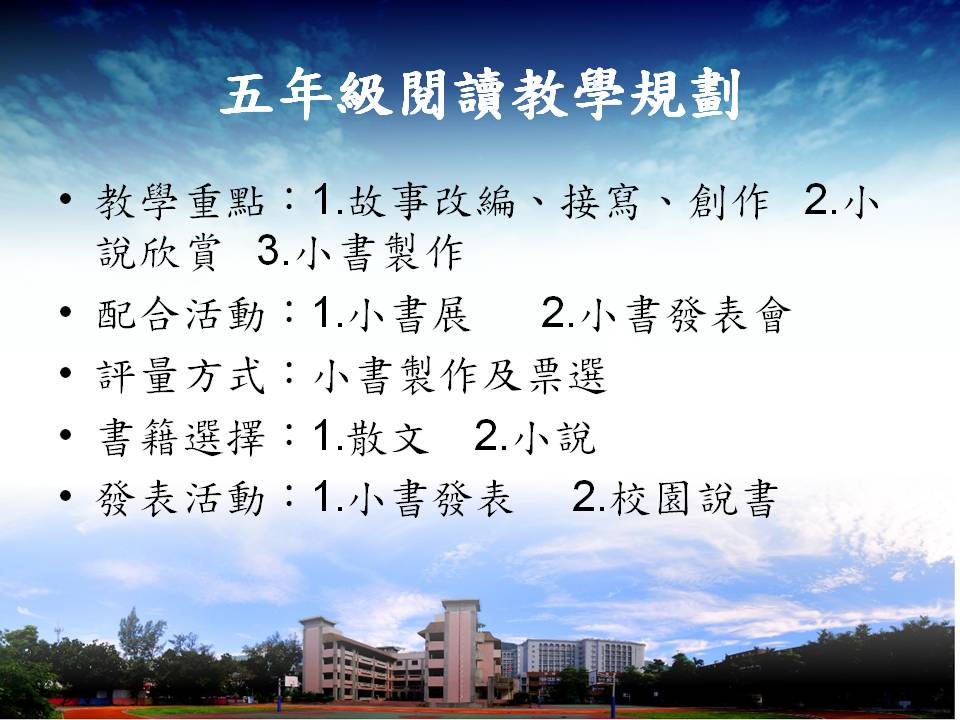 五年級閱讀教學規劃
• 教學重點：1.故事改編、接寫、創作 2.小
說欣賞 3.小書製作
• 配合活動：1.小書展 2.小書發表會
• 評量方式：小書製作及票選
• 書籍選擇：1.散文 2.小說
• 發表活動：1.小書發表 2.校園說書